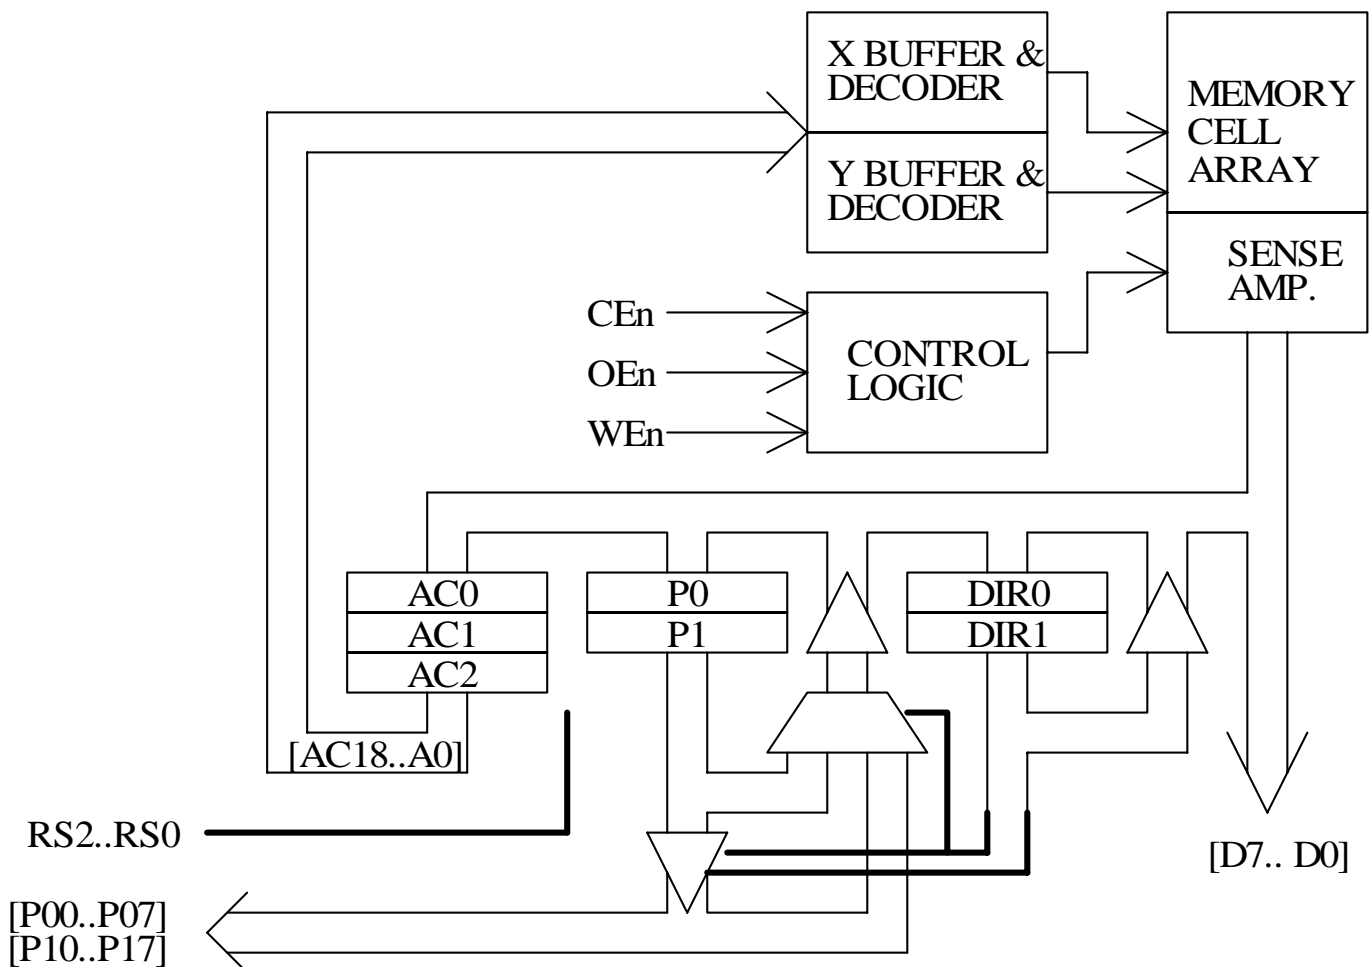 X BUFFER &
DECODER
MEMORY
CELL
ARRAY
Y BUFFER &
DECODER
SENSE
AMP.
CEn
OEn
WEn
CONTROL
LOGIC
AC0
AC1
AC2
P0
P1
DIR0
DIR1
[AC18..A0]
RS2..RS0
[D7.. D0]
[P00..P07]
[P10..P17]